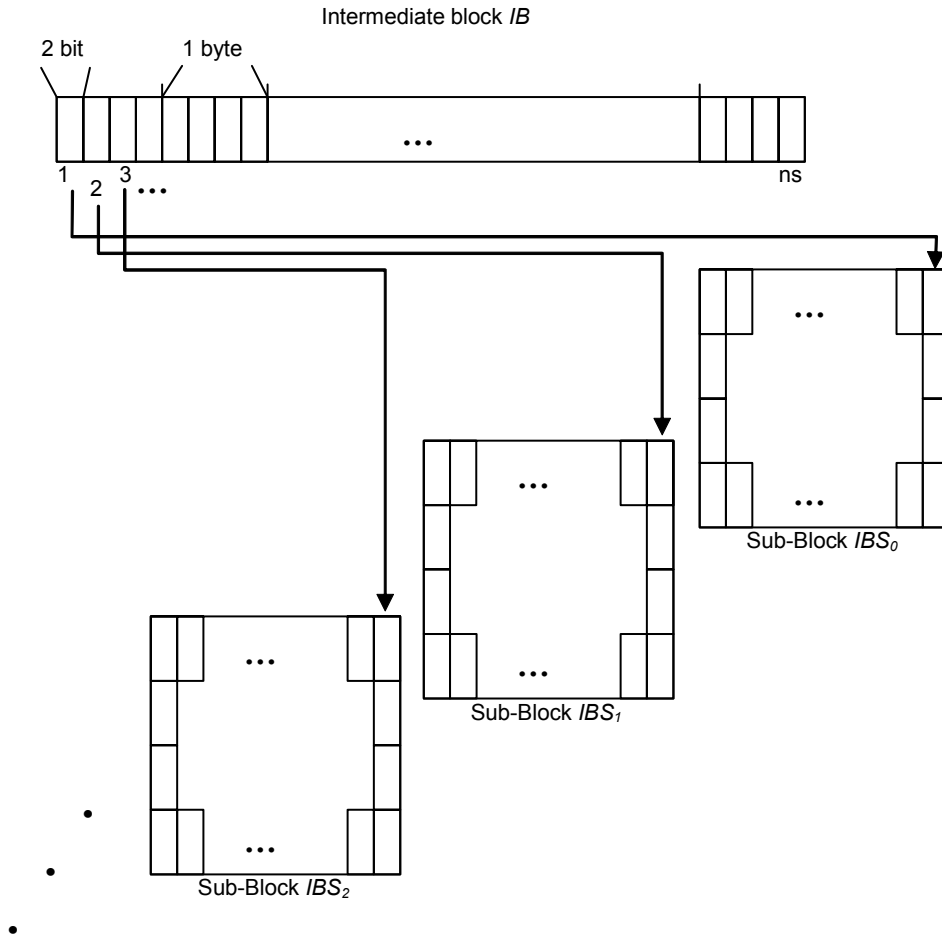 Intermediate block IB
2 bit 1 byte
...
1 2 3 ... ns
...
...
Sub-Block IBS₀
...
...
Sub-Block IBS₁
...
...
Sub-Block IBS₂